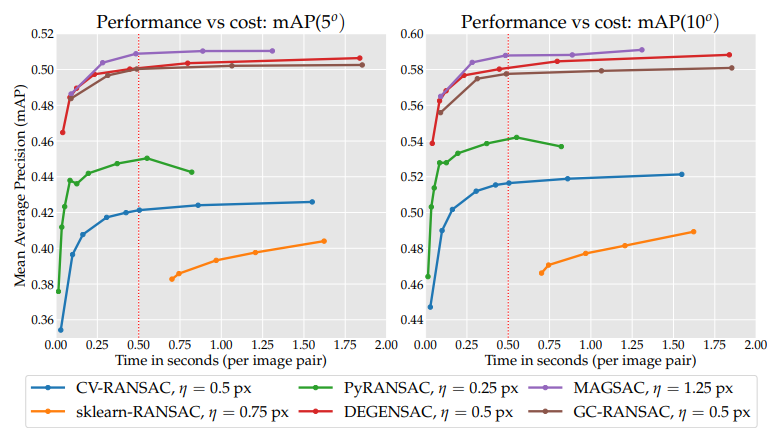 Performance vs cost: mAP(5°)
0.52
0.50
0.48
0.46
0.44
0.42
0.40
0.38
0.36
Mean Average Precision (mAP)
0.00 0.25 0.50 0.75 1.00 1.25 1.50 1.75 2.00
Time in seconds (per image pair)
Performance vs cost: mAP(10°)
0.60
0.58
0.56
0.54
0.52
0.50
0.48
0.46
0.44
0.00 0.25 0.50 0.75 1.00 1.25 1.50 1.75 2.00
Time in seconds (per image pair)
CV-RANSAC, η = 0.5 px
PyRANSAC, η = 0.25 px
MAGSAC, η = 1.25 px
sklearn-RANSAC, η = 0.75 px
DEGENSAC, η = 0.5 px
GC-RANSAC, η = 0.5 px